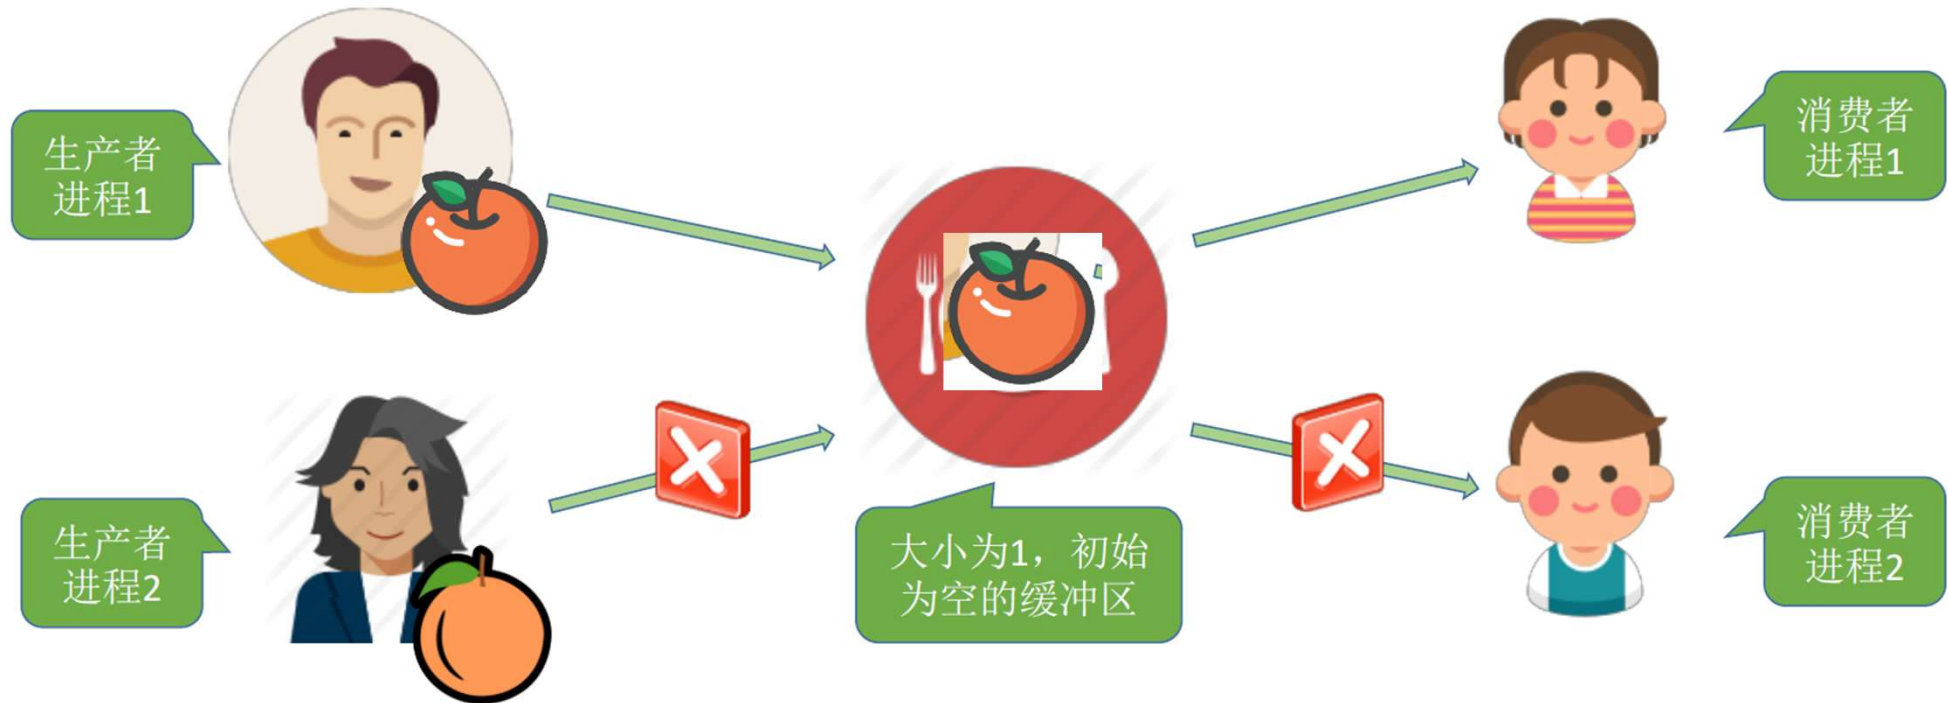 生产者
进程1
消费者
进程1
生产者
进程2
大小为1，初始
为空的缓冲区
消费者
进程2